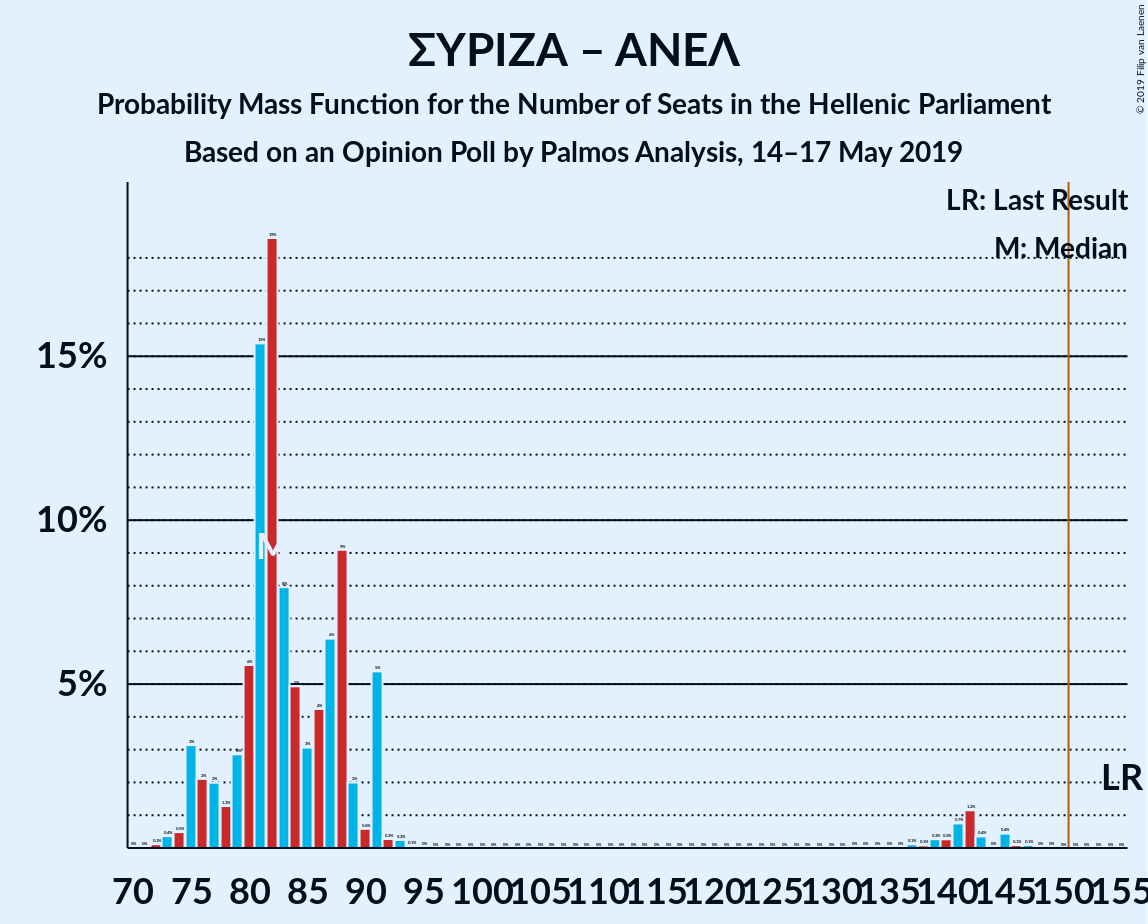 ΣΥΡΙΖΑ – ΑΝΕΛ
Probability Mass Function for the Number of Seats in the Hellenic Parliament
Based on an Opinion Poll by Palmos Analysis, 14–17 May 2019
© 2019 Filip van Laenen
LR: Last Result
M: Median
15%
10%
5%
M
LR
70 75 80 85 90 95 100 105 110 115 120 125 130 135 140 145 150 155